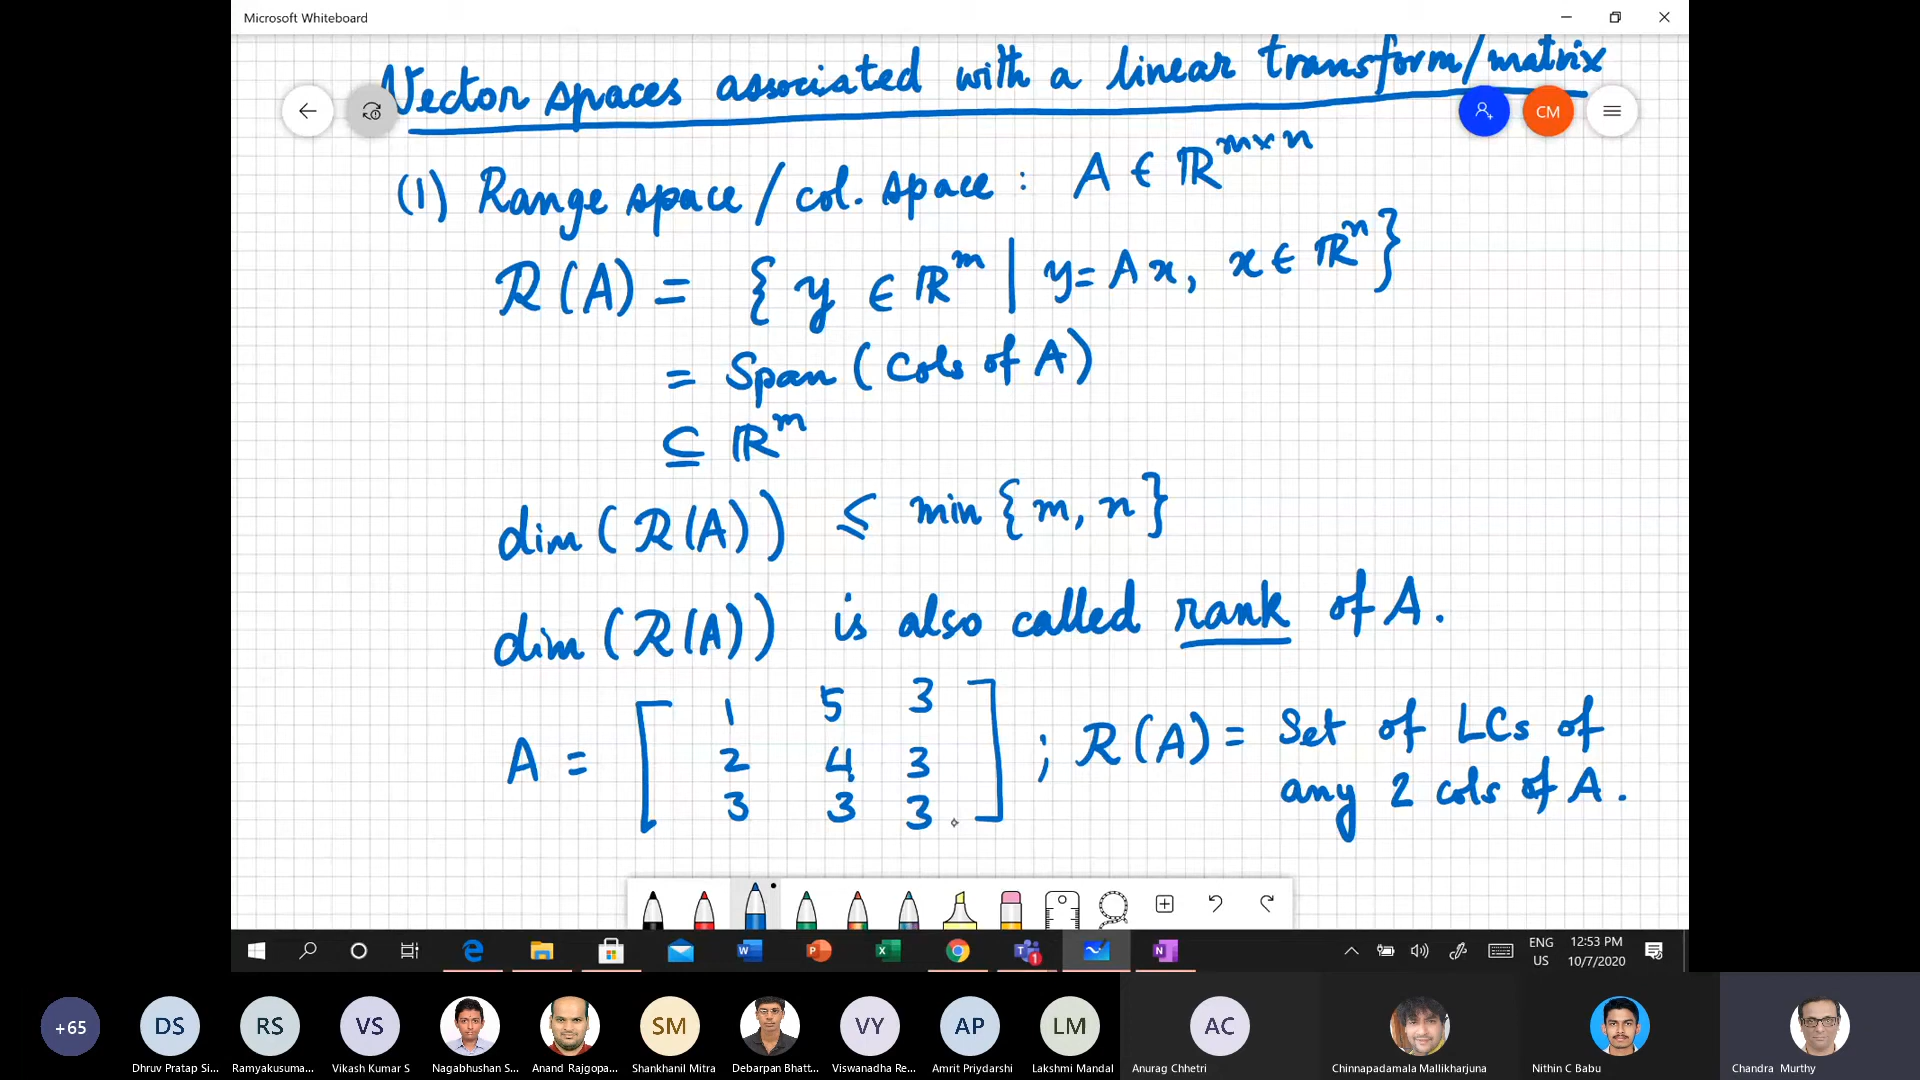 Microsoft Whiteboard
Vector spaces associated with a linear transform/matrix
CM
(1) Range space / col. space : A ∈ ℝ^{m×n}
R(A) = { y ∈ ℝ^m | y = Ax, x ∈ ℝ^n }
= Span (Cols of A)
⊆ ℝ^m
dim(R(A)) ≤ min {m, n}
dim(R(A)) is also called rank of A.
A = [ 1 5 3
2 4 3
3 3 3 ] ; R(A) = Set of LCs of
any 2 cols of A.
ENG
US
12:53 PM
10/7/2020
+65
DS
RS
VS
SM
VY
AP
LM
AC
Dhruv Pratap Si...
Ramyakusuma...
Vikash Kumar S
Nagabhushan S...
Anand Rajgopa...
Shankhanil Mitra
Debarpan Bhatt...
Viswanadha Re...
Amrit Priydarshi
Lakshmi Mandal
Anurag Chhetri
Chinnapadamala Mallikharjuna
Nithin C Babu
Chandra Murthy